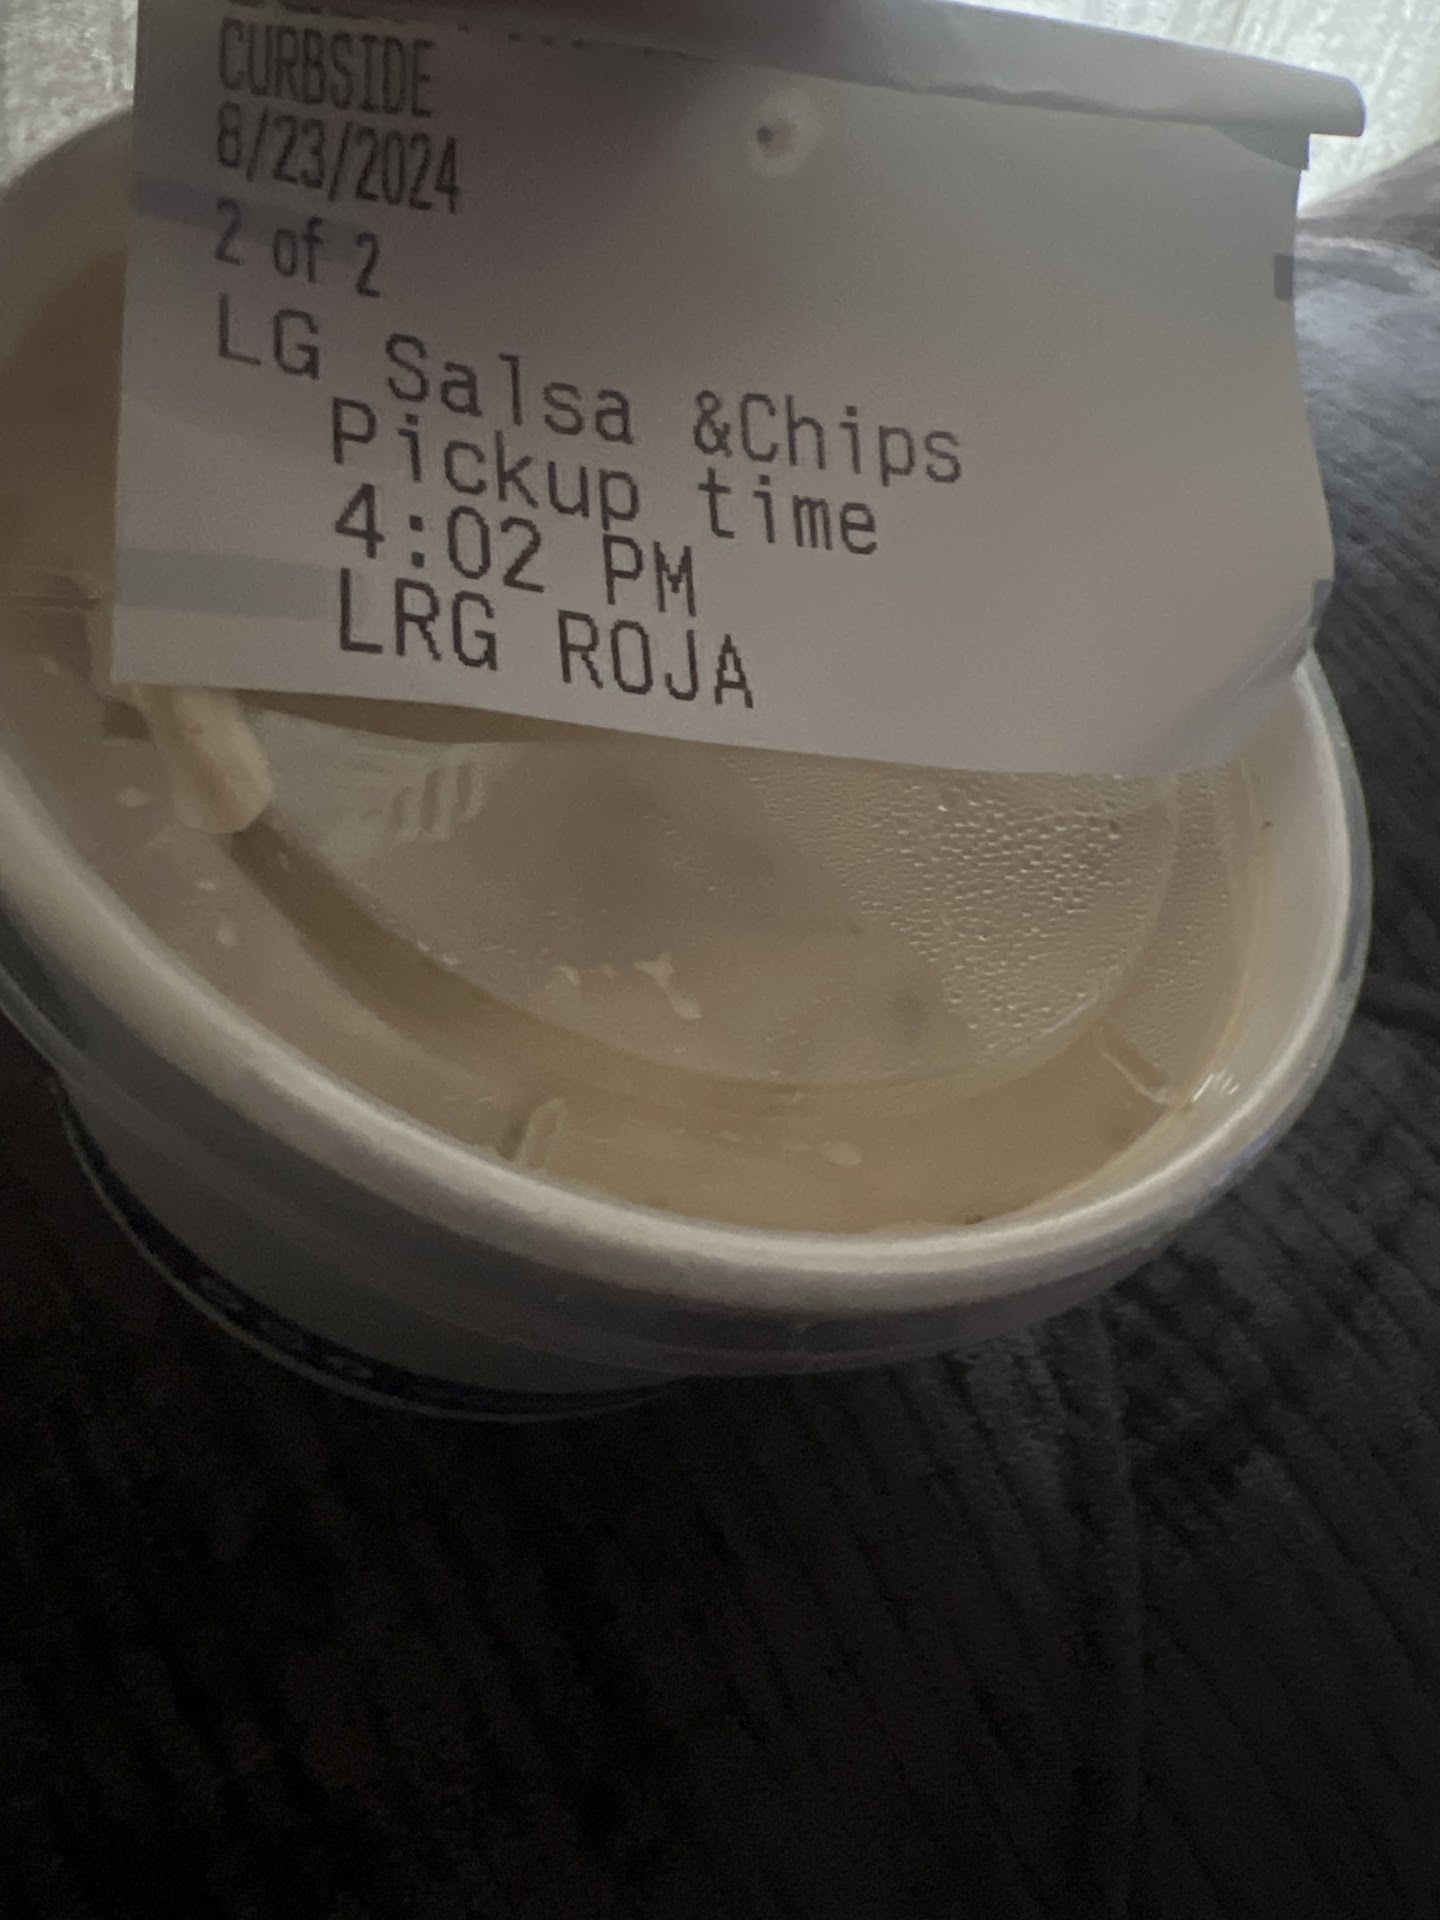 CURBSIDE
8/23/2024
2 of 2
LG Salsa &Chips
Pickup time
4:02 PM
LRG ROJA